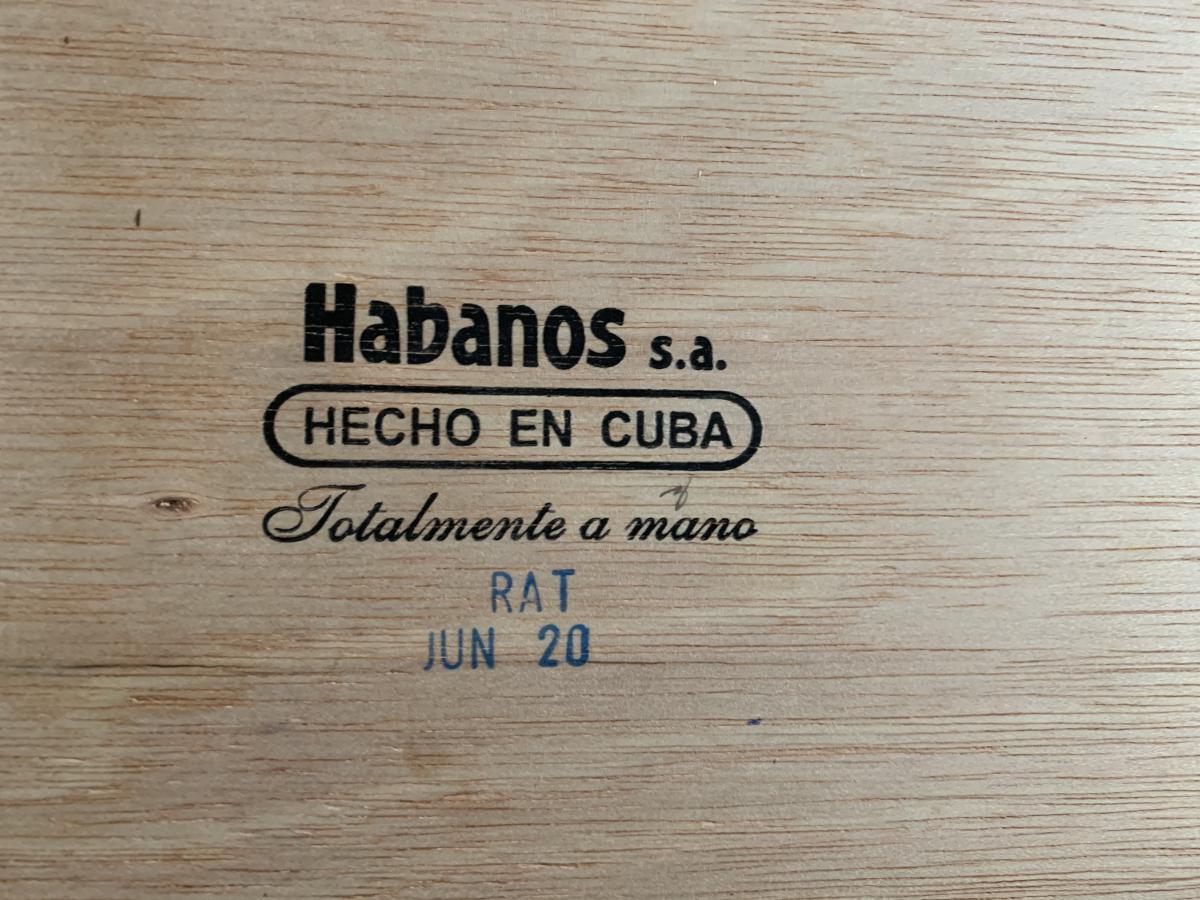 Habanos s.a.
HECHO EN CUBA
Totalmente a mano
RAT
JUN 20